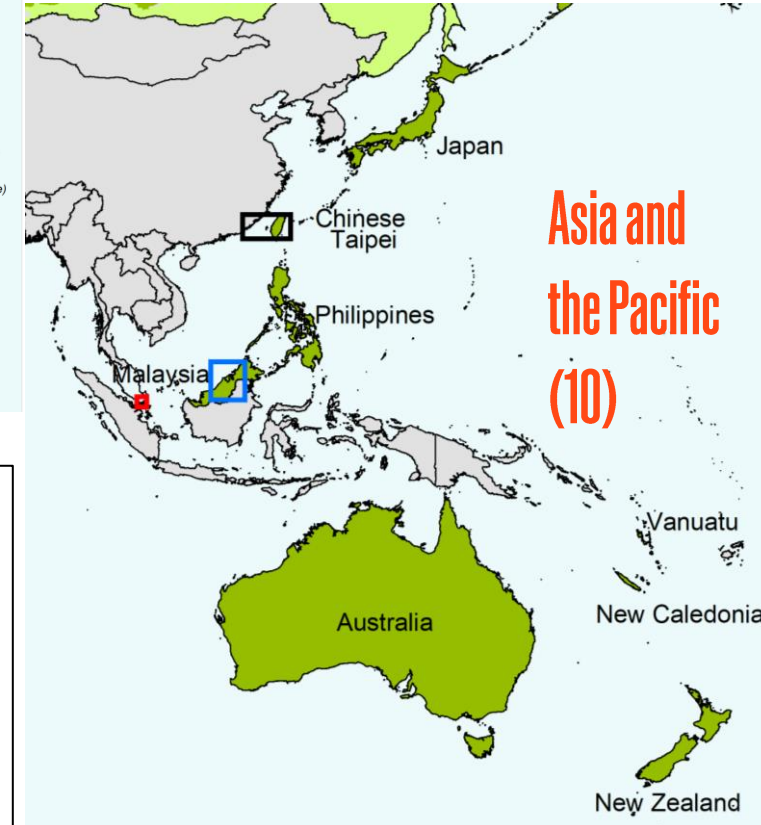 e)
Japan
Chinese
Taipei
Asia and
the Pacific
(10)
Philippines
Malaysia
Vanuatu
New Caledonia
Australia
New Zealand